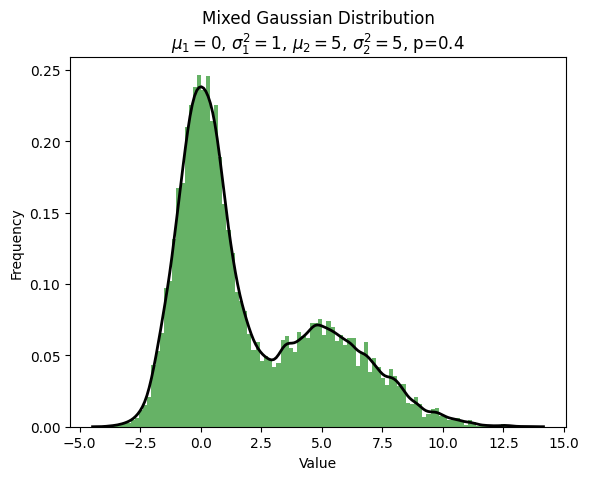 Mixed Gaussian Distribution
μ₁ = 0, σ₁² = 1, μ₂ = 5, σ₂² = 5, p=0.4
0.25
0.20
0.15
0.10
0.05
0.00
Frequency
−5.0 −2.5 0.0 2.5 5.0 7.5 10.0 12.5 15.0
Value